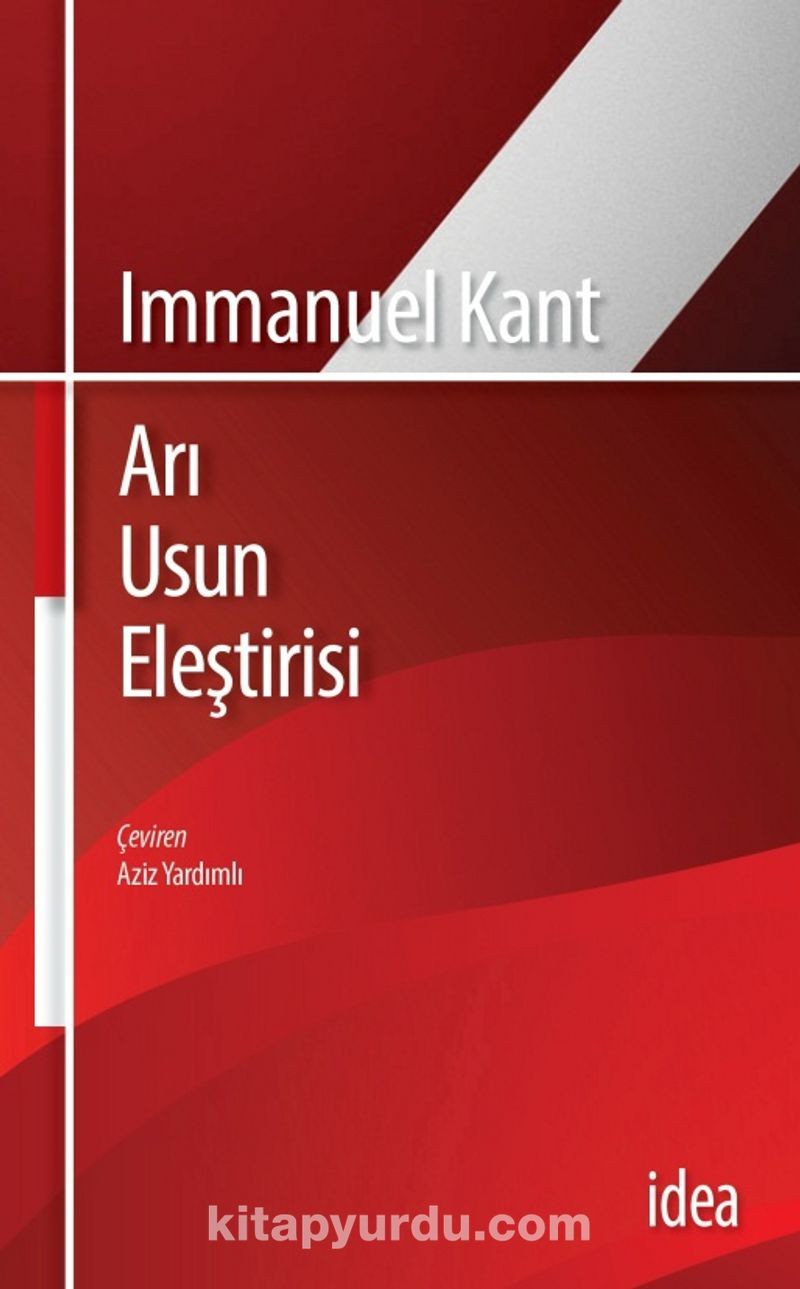 Immanuel Kant
Arı
Usun
Eleştirisi
Çeviren
Aziz Yardımlı
idea
kitapyurdu.com